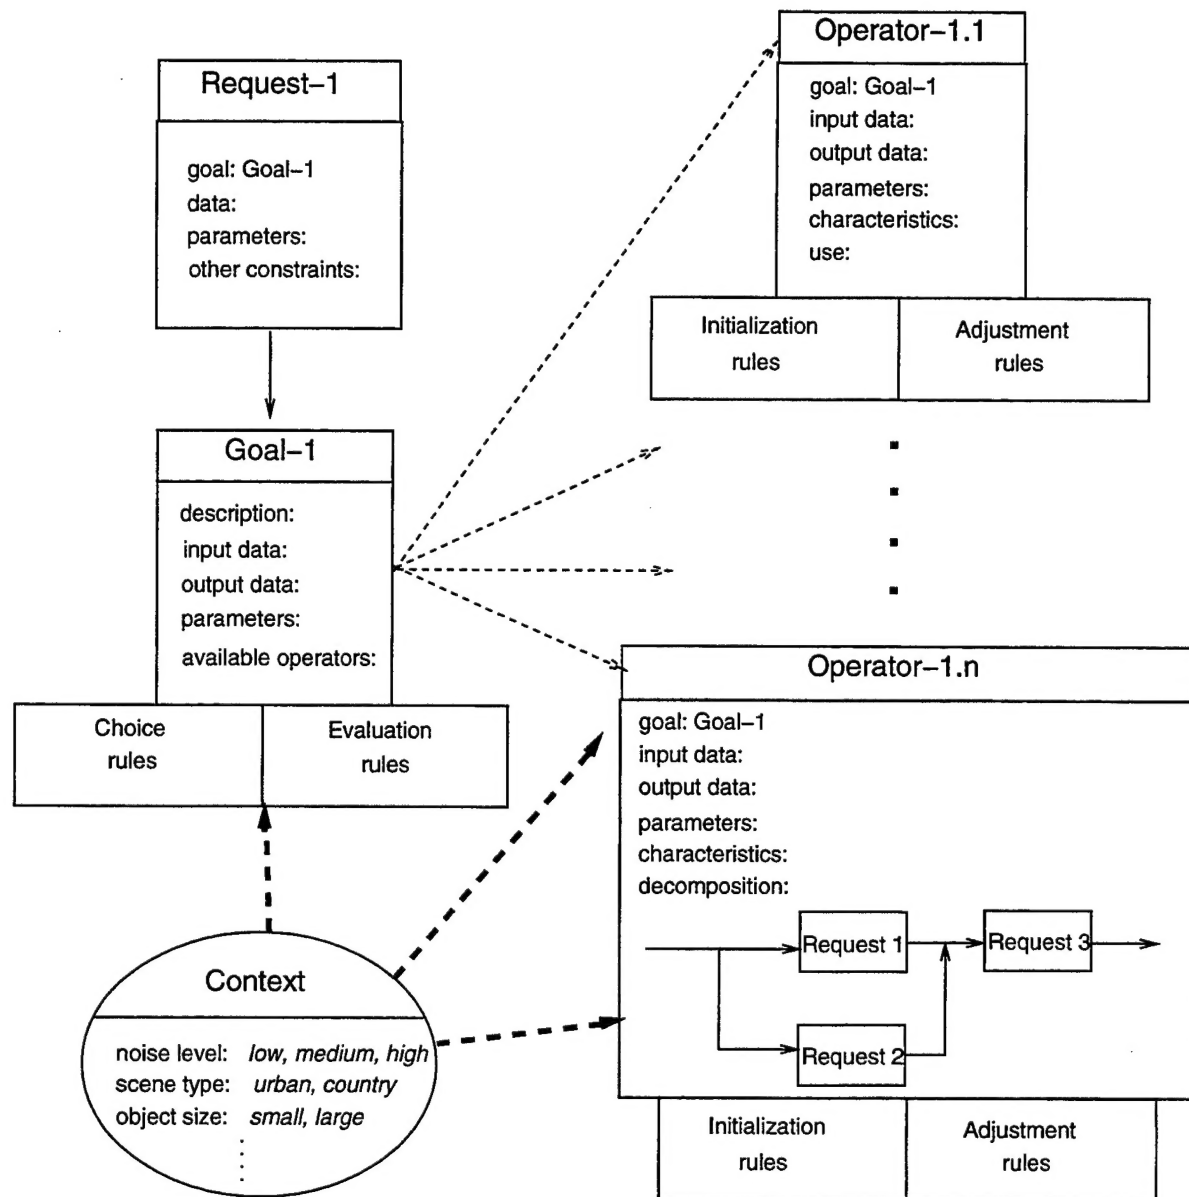 Request–1
goal: Goal–1
data:
parameters:
other constraints:
Goal–1
description:
input data:
output data:
parameters:
available operators:
Choice
rules
Evaluation
rules
Context
noise level: low, medium, high
scene type: urban, country
object size: small, large
Operator–1.1
goal: Goal–1
input data:
output data:
parameters:
characteristics:
use:
Initialization
rules
Adjustment
rules
Operator–1.n
goal: Goal–1
input data:
output data:
parameters:
characteristics:
decomposition:
Request 1
Request 3
Request 2
Initialization
rules
Adjustment
rules